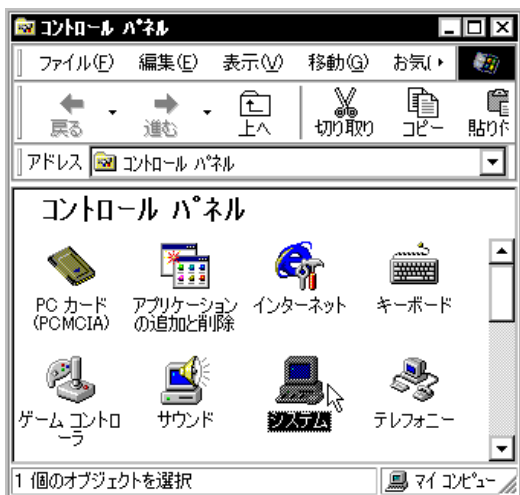 コントロール パネル
ファイル(F) 編集(E) 表示(V) 移動(G) お気に
戻る 進む 上へ 切り取り コピー 貼り付
アドレス コントロール パネル
コントロール パネル
PC カード
(PCMCIA)
アプリケーション
の追加と削除
インターネット
キーボード
ゲーム コントロ
ーラ
サウンド
システム
テレフォニー
1 個のオブジェクトを選択 マイ コンピュー